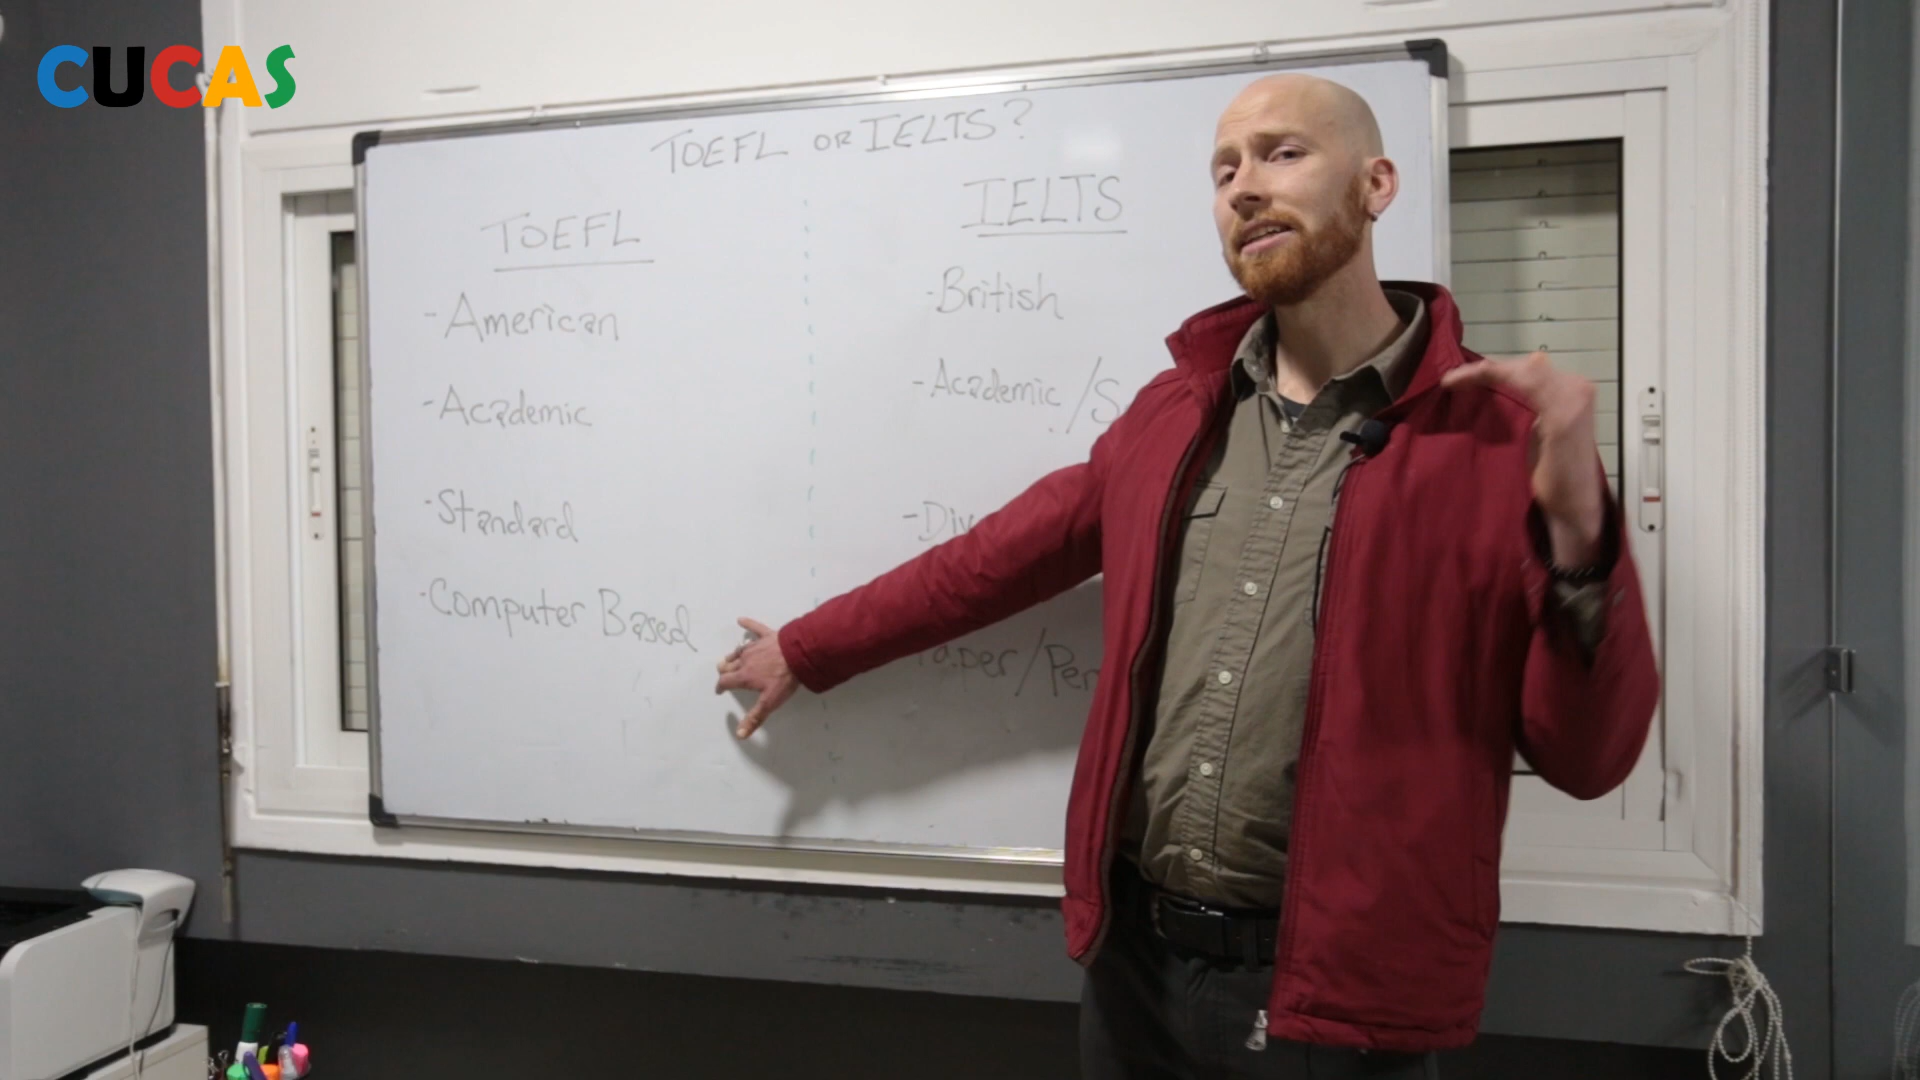 CUCAS
TOEFL OR IELTS?
TOEFL
- American
- Academic
- Standard
- Computer Based
IELTS
- British
- Academic /